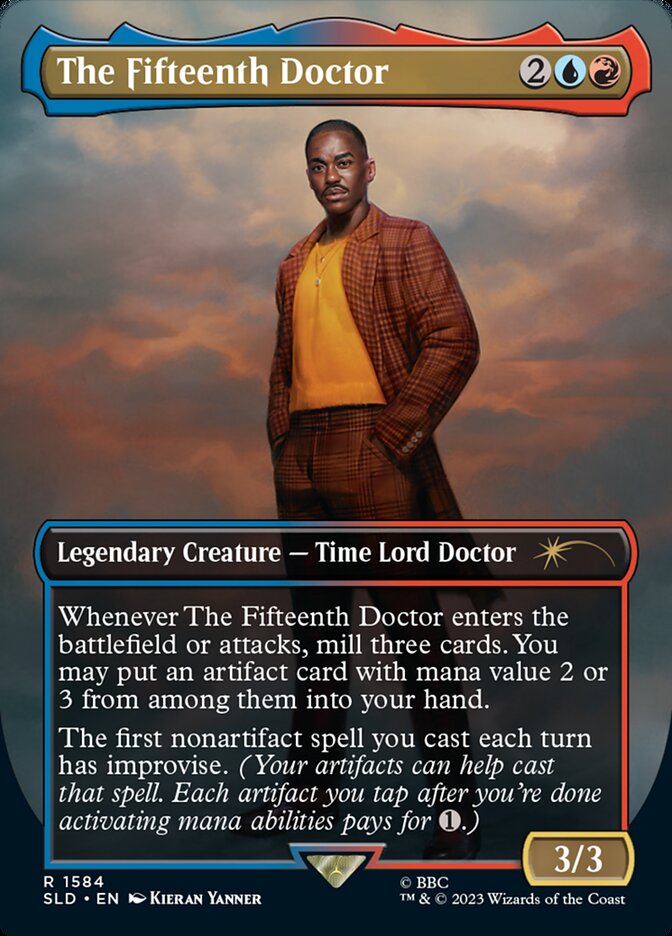 The Fifteenth Doctor 2
Legendary Creature — Time Lord Doctor
Whenever The Fifteenth Doctor enters the
battlefield or attacks, mill three cards. You
may put an artifact card with mana value 2 or
3 from among them into your hand.
The first nonartifact spell you cast each turn
has improvise. (Your artifacts can help cast
that spell. Each artifact you tap after you're done
activating mana abilities pays for 1.)
3/3
R 1584
SLD • EN Kieran Yanner
© BBC
™ & © 2023 Wizards of the Coast